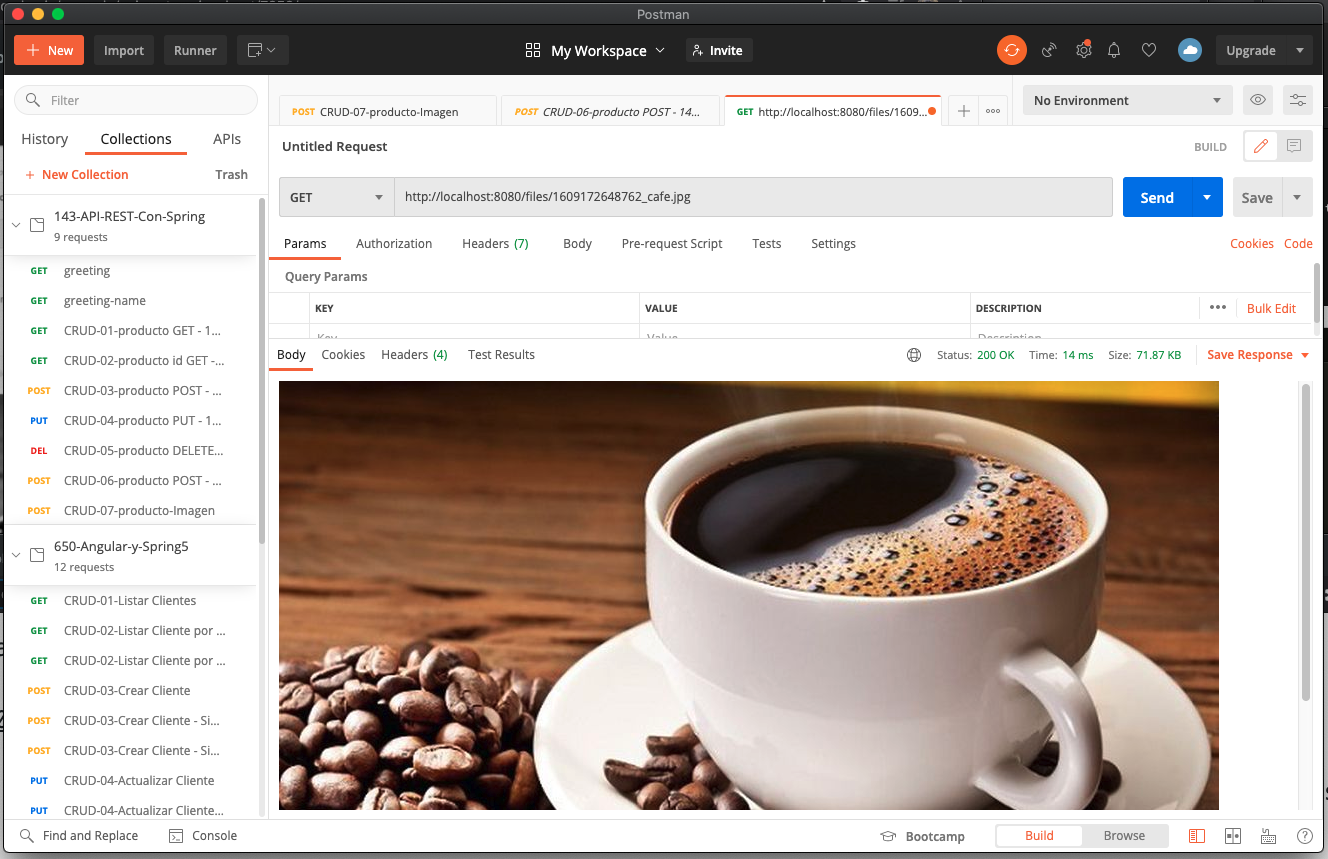 Postman
New
Import
Runner
My Workspace
Invite
Upgrade
Filter
History
Collections
APIs
+ New Collection
Trash
143-API-REST-Con-Spring
9 requests
GET greeting
GET greeting-name
GET CRUD-01-producto GET - 1...
GET CRUD-02-producto id GET -...
POST CRUD-03-producto POST - ...
PUT CRUD-04-producto PUT - 1...
DEL CRUD-05-producto DELETE...
POST CRUD-06-producto POST - ...
POST CRUD-07-producto-Imagen
650-Angular-y-Spring5
12 requests
GET CRUD-01-Listar Clientes
GET CRUD-02-Listar Cliente por ...
GET CRUD-02-Listar Cliente por ...
POST CRUD-03-Crear Cliente
POST CRUD-03-Crear Cliente - Si...
POST CRUD-03-Crear Cliente - Si...
PUT CRUD-04-Actualizar Cliente
PUT CRUD-04-Actualizar Cliente...
POST CRUD-07-producto-Imagen
POST CRUD-06-producto POST - 14...
GET http://localhost:8080/files/1609...
No Environment
Untitled Request
BUILD
GET
http://localhost:8080/files/1609172648762_cafe.jpg
Send
Save
Params
Authorization
Headers (7)
Body
Pre-request Script
Tests
Settings
Cookies
Code
Query Params
KEY
VALUE
DESCRIPTION
Bulk Edit
Key
Value
Description
Body
Cookies
Headers (4)
Test Results
Status: 200 OK
Time: 14 ms
Size: 71.87 KB
Save Response
Find and Replace
Console
Bootcamp
Build
Browse